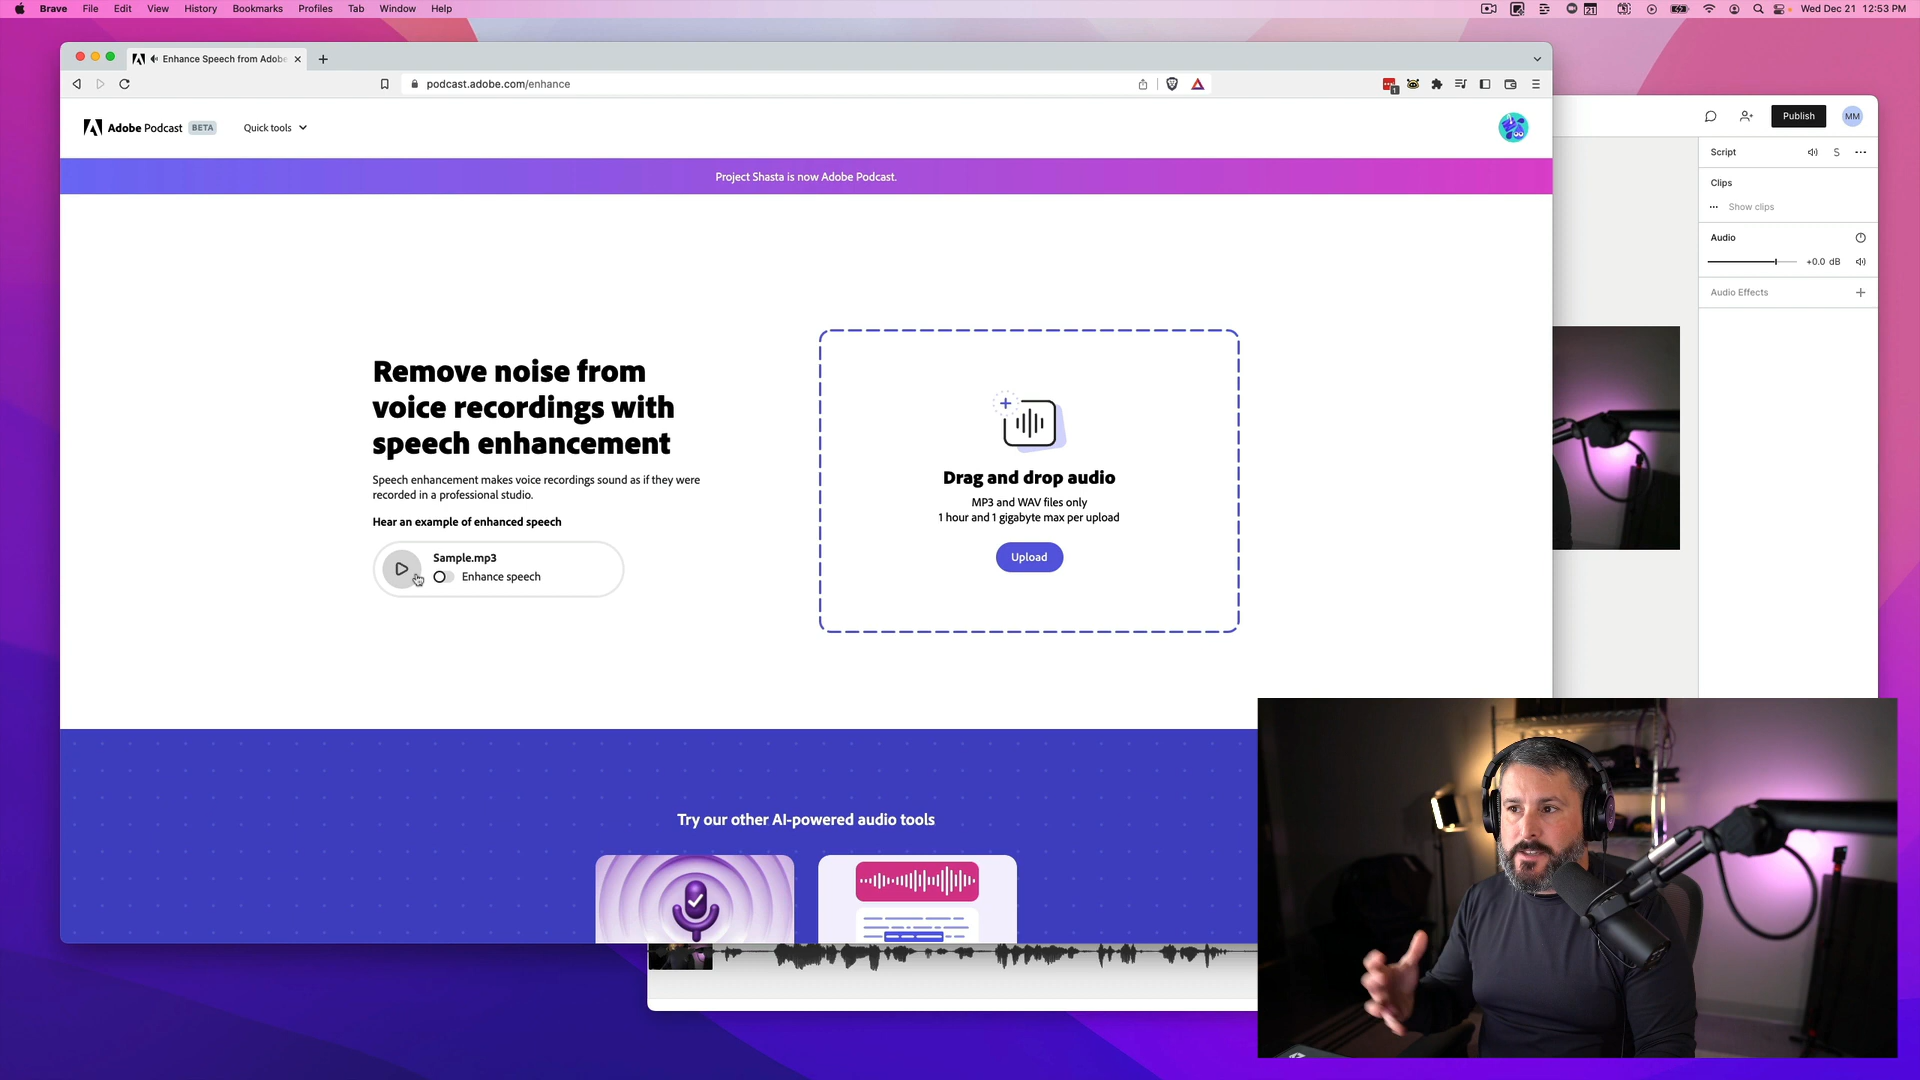 Brave File Edit View History Bookmarks Profiles Tab Window Help
21
Wed Dec 21 12:53 PM
Enhance Speech from Adobe
podcast.adobe.com/enhance
1
Adobe Podcast BETA Quick tools
Project Shasta is now Adobe Podcast.
Publish
MM
Script
S
Clips
Show clips
Audio
+0.0 dB
Audio Effects
Remove noise from
voice recordings with
speech enhancement
Speech enhancement makes voice recordings sound as if they were
recorded in a professional studio.
Hear an example of enhanced speech
Sample.mp3
Enhance speech
Drag and drop audio
MP3 and WAV files only
1 hour and 1 gigabyte max per upload
Upload
Try our other AI-powered audio tools